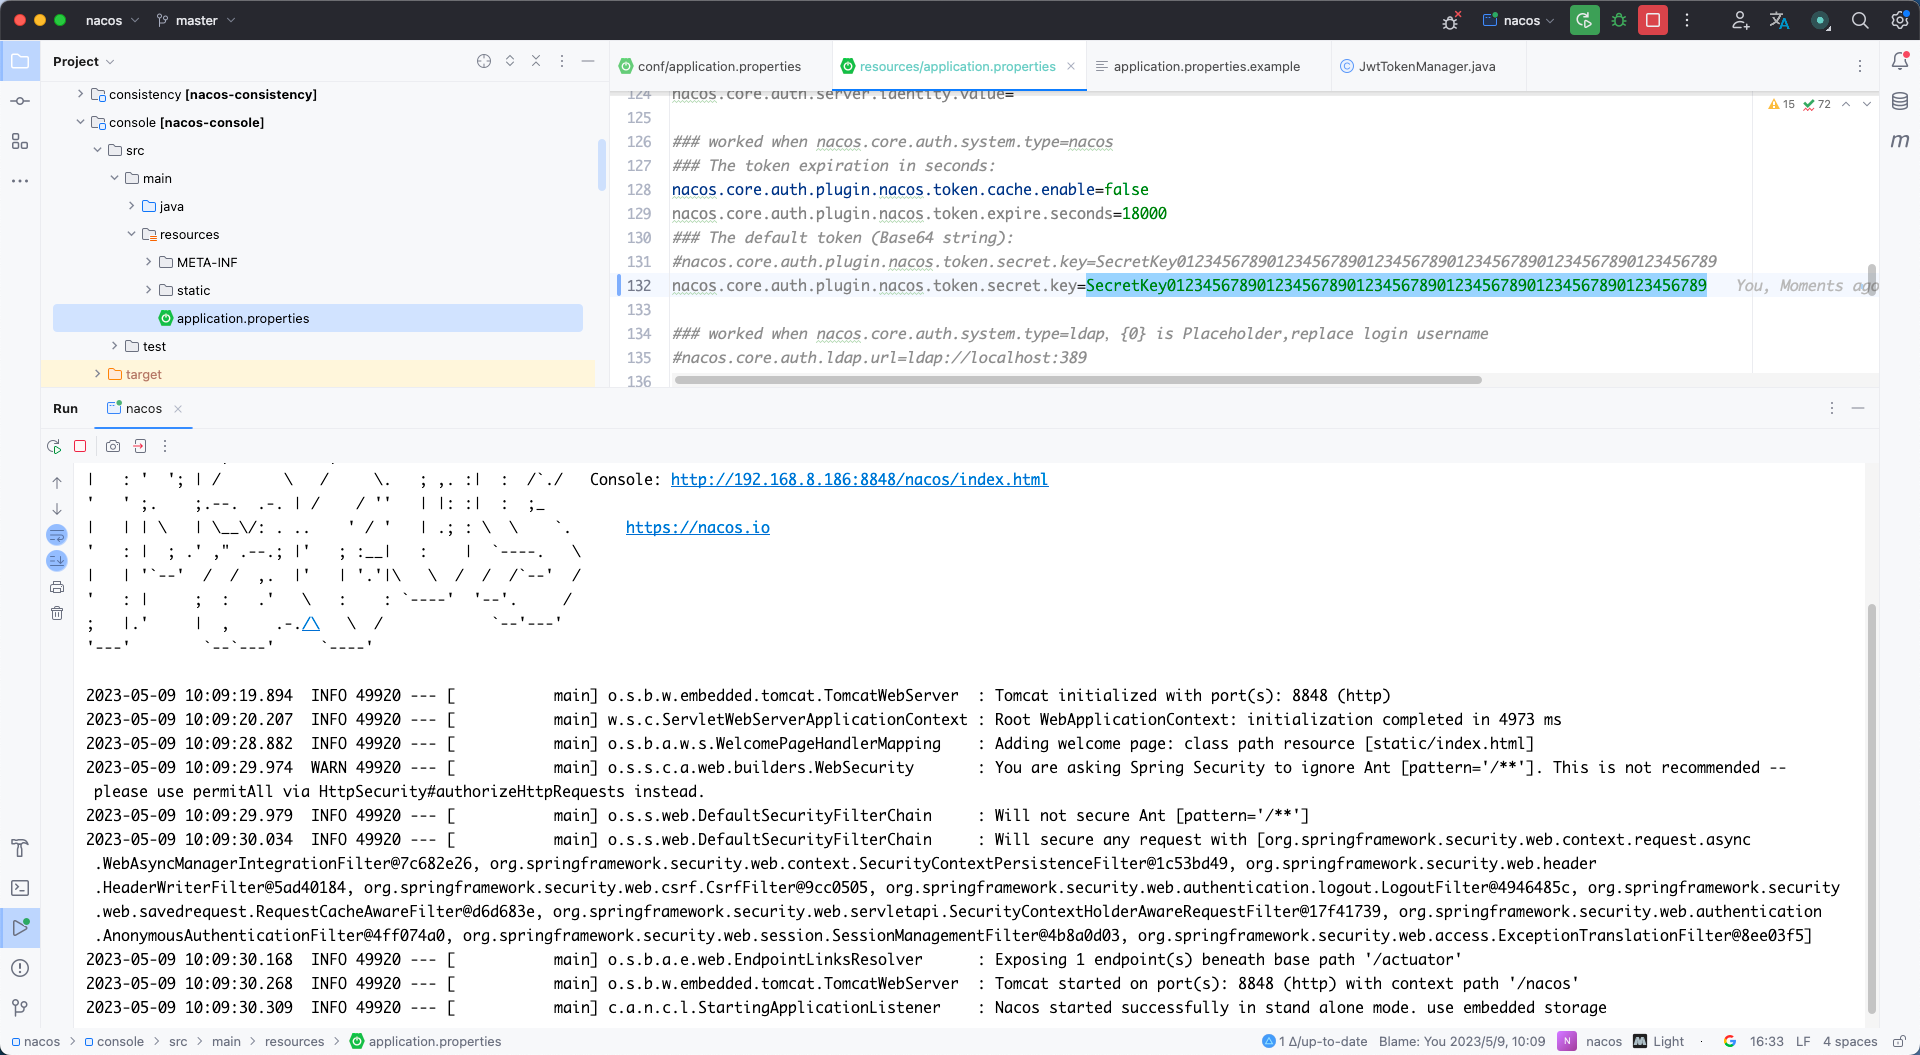 nacos
master
nacos
Project
conf/application.properties
resources/application.properties
application.properties.example
JwtTokenManager.java
consistency [nacos-consistency]
console [nacos-console]
src
main
java
resources
META-INF
static
application.properties
test
target
15 72
124 nacos.core.auth.server.identity.value=
125
126 ### worked when nacos.core.auth.system.type=nacos
127 ### The token expiration in seconds:
128 nacos.core.auth.plugin.nacos.token.cache.enable=false
129 nacos.core.auth.plugin.nacos.token.expire.seconds=18000
130 ### The default token (Base64 string):
131 #nacos.core.auth.plugin.nacos.token.secret.key=SecretKey012345678901234567890123456789012345678901234567890123456789
132 nacos.core.auth.plugin.nacos.token.secret.key=SecretKey012345678901234567890123456789012345678901234567890123456789 You, Moments ago
133
134 ### worked when nacos.core.auth.system.type=ldap, {0} is Placeholder,replace login username
135 #nacos.core.auth.ldap.url=ldap://localhost:389
136
Run nacos
Console: http://192.168.8.186:8848/nacos/index.html
https://nacos.io
2023-05-09 10:09:19.894 INFO 49920 --- [ main] o.s.b.w.embedded.tomcat.TomcatWebServer : Tomcat initialized with port(s): 8848 (http)
2023-05-09 10:09:20.207 INFO 49920 --- [ main] w.s.c.ServletWebServerApplicationContext : Root WebApplicationContext: initialization completed in 4973 ms
2023-05-09 10:09:28.882 INFO 49920 --- [ main] o.s.b.a.w.s.WelcomePageHandlerMapping : Adding welcome page: class path resource [static/index.html]
2023-05-09 10:09:29.974 WARN 49920 --- [ main] o.s.s.c.a.web.builders.WebSecurity : You are asking Spring Security to ignore Ant [pattern='/**']. This is not recommended --
please use permitAll via HttpSecurity#authorizeHttpRequests instead.
2023-05-09 10:09:29.979 INFO 49920 --- [ main] o.s.s.web.DefaultSecurityFilterChain : Will not secure Ant [pattern='/**']
2023-05-09 10:09:30.034 INFO 49920 --- [ main] o.s.s.web.DefaultSecurityFilterChain : Will secure any request with [org.springframework.security.web.context.request.async
.WebAsyncManagerIntegrationFilter@7c682e26, org.springframework.security.web.context.SecurityContextPersistenceFilter@1c53bd49, org.springframework.security.web.header
.HeaderWriterFilter@5ad40184, org.springframework.security.web.csrf.CsrfFilter@9cc0505, org.springframework.security.web.authentication.logout.LogoutFilter@4946485c, org.springframework.security
.web.savedrequest.RequestCacheAwareFilter@d6d683e, org.springframework.security.web.servletapi.SecurityContextHolderAwareRequestFilter@17f41739, org.springframework.security.web.authentication
.AnonymousAuthenticationFilter@4ff074a0, org.springframework.security.web.session.SessionManagementFilter@4b8a0d03, org.springframework.security.web.access.ExceptionTranslationFilter@8ee03f5]
2023-05-09 10:09:30.168 INFO 49920 --- [ main] o.s.b.a.e.web.EndpointLinksResolver : Exposing 1 endpoint(s) beneath base path '/actuator'
2023-05-09 10:09:30.268 INFO 49920 --- [ main] o.s.b.w.embedded.tomcat.TomcatWebServer : Tomcat started on port(s): 8848 (http) with context path '/nacos'
2023-05-09 10:09:30.309 INFO 49920 --- [ main] c.a.n.c.l.StartingApplicationListener : Nacos started successfully in stand alone mode. use embedded storage
nacos > console > src > main > resources > application.properties
1 Δ/up-to-date Blame: You 2023/5/9, 10:09 N nacos Light 16:33 LF 4 spaces